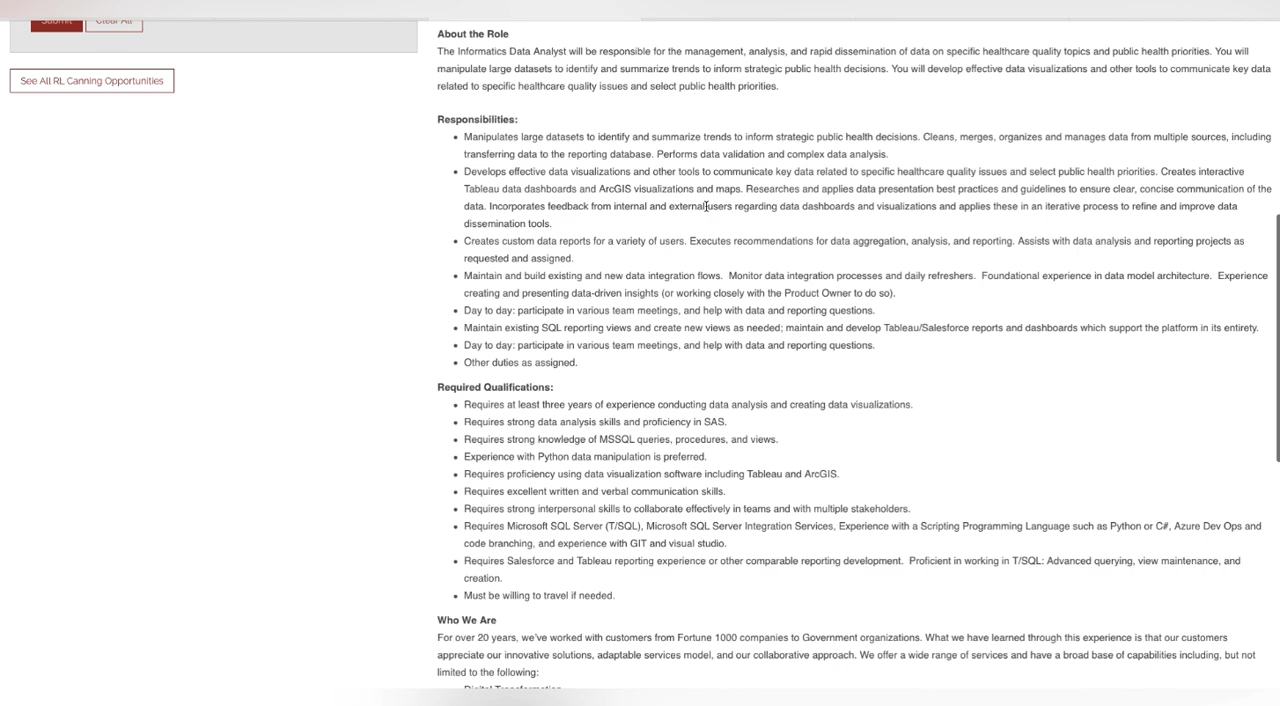 Submit
Clear All
See All RL Canning Opportunities
About the Role
The Informatics Data Analyst will be responsible for the management, analysis, and rapid dissemination of data on specific healthcare quality topics and public health priorities. You will
manipulate large datasets to identify and summarize trends to inform strategic public health decisions. You will develop effective data visualizations and other tools to communicate key data
related to specific healthcare quality issues and select public health priorities.
Responsibilities:
• Manipulates large datasets to identify and summarize trends to inform strategic public health decisions. Cleans, merges, organizes and manages data from multiple sources, including
transferring data to the reporting database. Performs data validation and complex data analysis.
• Develops effective data visualizations and other tools to communicate key data related to specific healthcare quality issues and select public health priorities. Creates interactive
Tableau data dashboards and ArcGIS visualizations and maps. Researches and applies data presentation best practices and guidelines to ensure clear, concise communication of the
data. Incorporates feedback from internal and external users regarding data dashboards and visualizations and applies these in an iterative process to refine and improve data
dissemination tools.
• Creates custom data reports for a variety of users. Executes recommendations for data aggregation, analysis, and reporting. Assists with data analysis and reporting projects as
requested and assigned.
• Maintain and build existing and new data integration flows.  Monitor data integration processes and daily refreshers.  Foundational experience in data model architecture.  Experience
creating and presenting data-driven insights (or working closely with the Product Owner to do so).
• Day to day: participate in various team meetings, and help with data and reporting questions.
• Maintain existing SQL reporting views and create new views as needed; maintain and develop Tableau/Salesforce reports and dashboards which support the platform in its entirety.
• Day to day: participate in various team meetings, and help with data and reporting questions.
• Other duties as assigned.
Required Qualifications:
• Requires at least three years of experience conducting data analysis and creating data visualizations.
• Requires strong data analysis skills and proficiency in SAS.
• Requires strong knowledge of MSSQL queries, procedures, and views.
• Experience with Python data manipulation is preferred.
• Requires proficiency using data visualization software including Tableau and ArcGIS.
• Requires excellent written and verbal communication skills.
• Requires strong interpersonal skills to collaborate effectively in teams and with multiple stakeholders.
• Requires Microsoft SQL Server (T/SQL), Microsoft SQL Server Integration Services, Experience with a Scripting Programming Language such as Python or C#, Azure Dev Ops and
code branching, and experience with GIT and visual studio.
• Requires Salesforce and Tableau reporting experience or other comparable reporting development.  Proficient in working in T/SQL: Advanced querying, view maintenance, and
creation.
• Must be willing to travel if needed.
Who We Are
For over 20 years, we've worked with customers from Fortune 1000 companies to Government organizations. What we have learned through this experience is that our customers
appreciate our innovative solutions, adaptable services model, and our collaborative approach. We offer a wide range of services and have a broad base of capabilities including, but not
limited to the following:
Digital Transformation